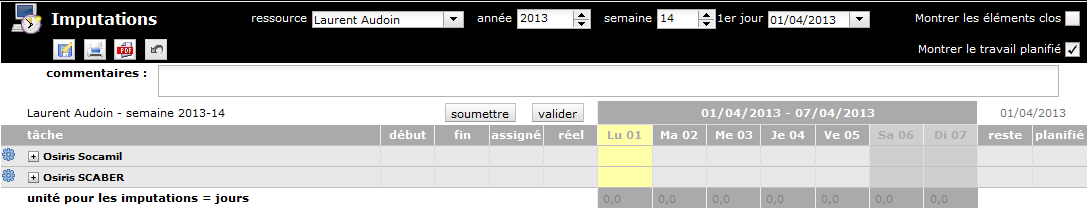 Imputations ressource Laurent Audoin année 2013 semaine 14 1er jour 01/04/2013 Montrer les éléments clos
PDF Montrer le travail planifié
commentaires :
Laurent Audoin - semaine 2013-14 soumettre valider 01/04/2013 - 07/04/2013 01/04/2013
tâche début fin assigné réel Lu 01 Ma 02 Me 03 Je 04 Ve 05 Sa 06 Di 07 reste planifié
Osiris Socamil
Osiris SCABER
unité pour les imputations = jours 0,0 0,0 0,0 0,0 0,0 0,0 0,0